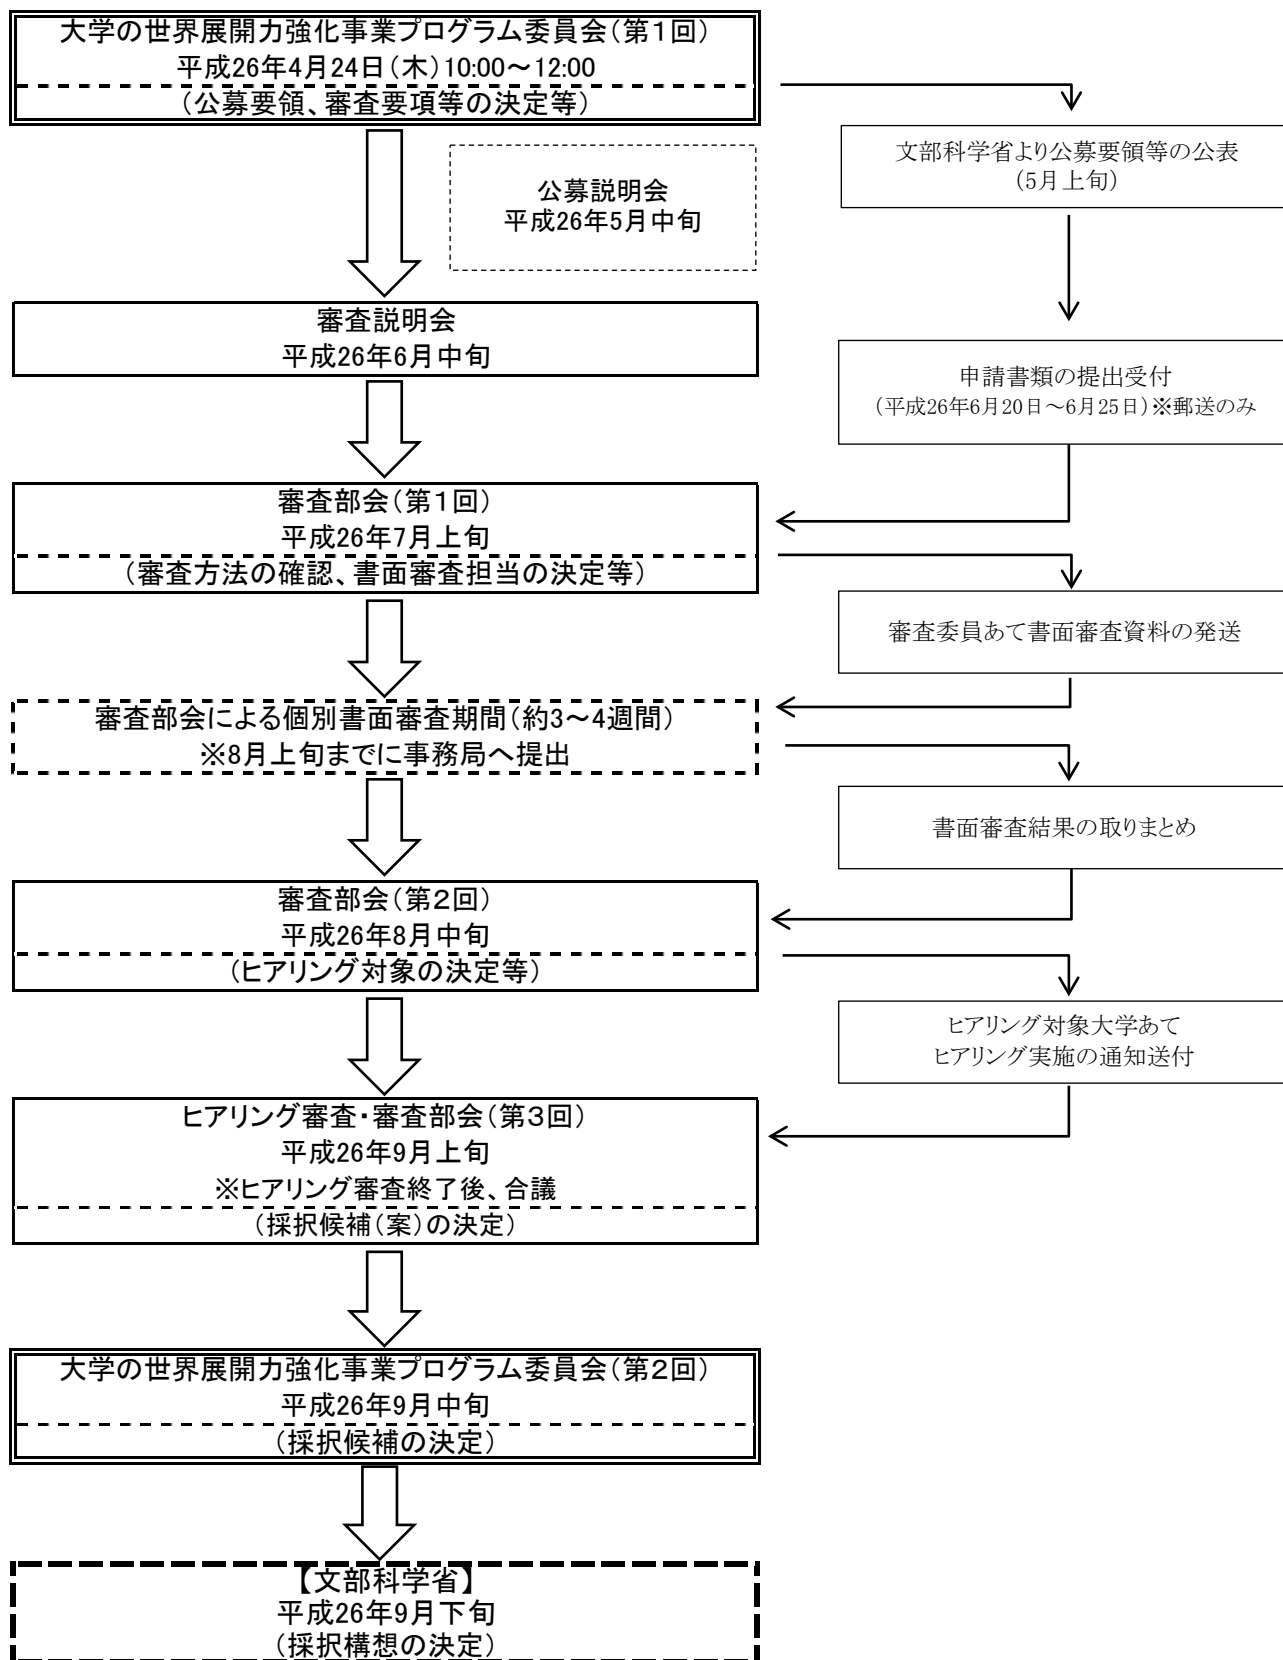 大学の世界展開力強化事業プログラム委員会(第1回)
平成26年4月24日(木)10:00～12:00
(公募要領、審査要項等の決定等)
文部科学省より公募要領等の公表
(5月上旬)
公募説明会
平成26年5月中旬
審査説明会
平成26年6月中旬
申請書類の提出受付
(平成26年6月20日～6月25日)※郵送のみ
審査部会(第1回)
平成26年7月上旬
(審査方法の確認、書面審査担当の決定等)
審査委員あて書面審査資料の発送
審査部会による個別書面審査期間(約3～4週間)
※8月上旬までに事務局へ提出
書面審査結果の取りまとめ
審査部会(第2回)
平成26年8月中旬
(ヒアリング対象の決定等)
ヒアリング対象大学あて
ヒアリング実施の通知送付
ヒアリング審査・審査部会(第3回)
平成26年9月上旬
※ヒアリング審査終了後、合議
(採択候補(案)の決定)
大学の世界展開力強化事業プログラム委員会(第2回)
平成26年9月中旬
(採択候補の決定)
【文部科学省】
平成26年9月下旬
(採択構想の決定)